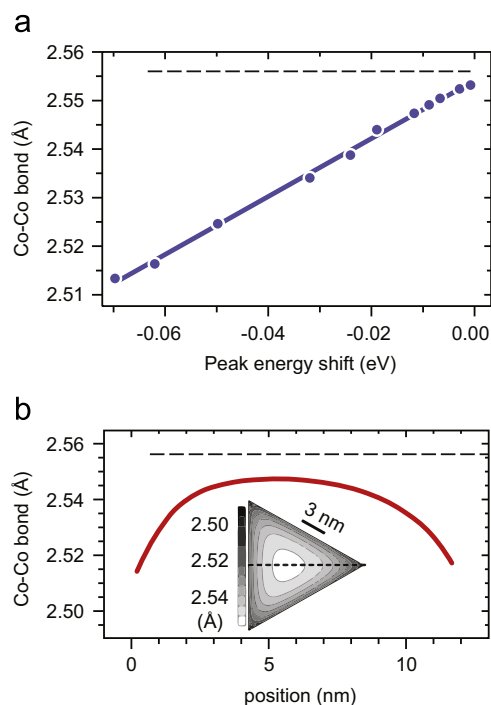 a
2.56
2.55
2.54
2.53
2.52
2.51
Co-Co bond (Å)
-0.06 -0.04 -0.02 0.00
Peak energy shift (eV)
b
2.56
2.54
2.52
2.50
Co-Co bond (Å)
3 nm
2.50
2.52
2.54
(Å)
0 5 10
position (nm)